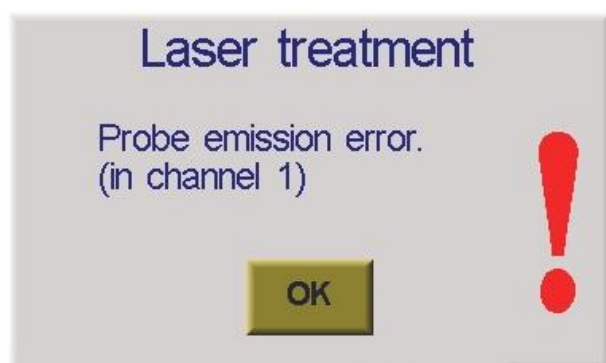 Laser treatment
Probe emission error.
(in channel 1)
OK